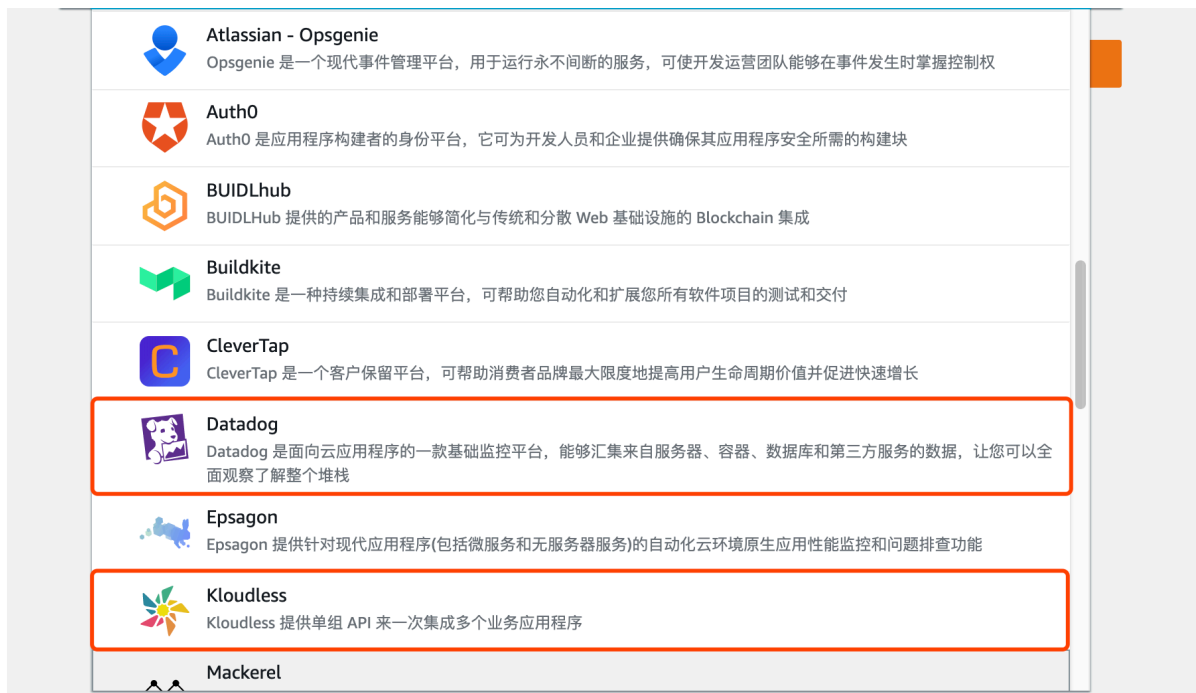 Atlassian - Opsgenie
Opsgenie 是一个现代事件管理平台，用于运行永不间断的服务，可使开发运营团队能够在事件发生时掌握控制权
Auth0
Auth0 是应用程序构建者的身份平台，它可为开发人员和企业提供确保其应用程序安全所需的构建块
BUIDLhub
BUIDLHub 提供的产品和服务能够简化与传统和分散 Web 基础设施的 Blockchain 集成
Buildkite
Buildkite 是一种持续集成和部署平台，可帮助您自动化和扩展您所有软件项目的测试和交付
CleverTap
CleverTap 是一个客户保留平台，可帮助消费者品牌最大限度地提高用户生命周期价值并促进快速增长
Datadog
Datadog 是面向云应用程序的一款基础监控平台，能够汇集来自服务器、容器、数据库和第三方服务的数据，让您可以全
面观察了解整个堆栈
Epsagon
Epsagon 提供针对现代应用程序(包括微服务和无服务器服务)的自动化云环境原生应用性能监控和问题排查功能
Kloudless
Kloudless 提供单组 API 来一次集成多个业务应用程序
Mackerel